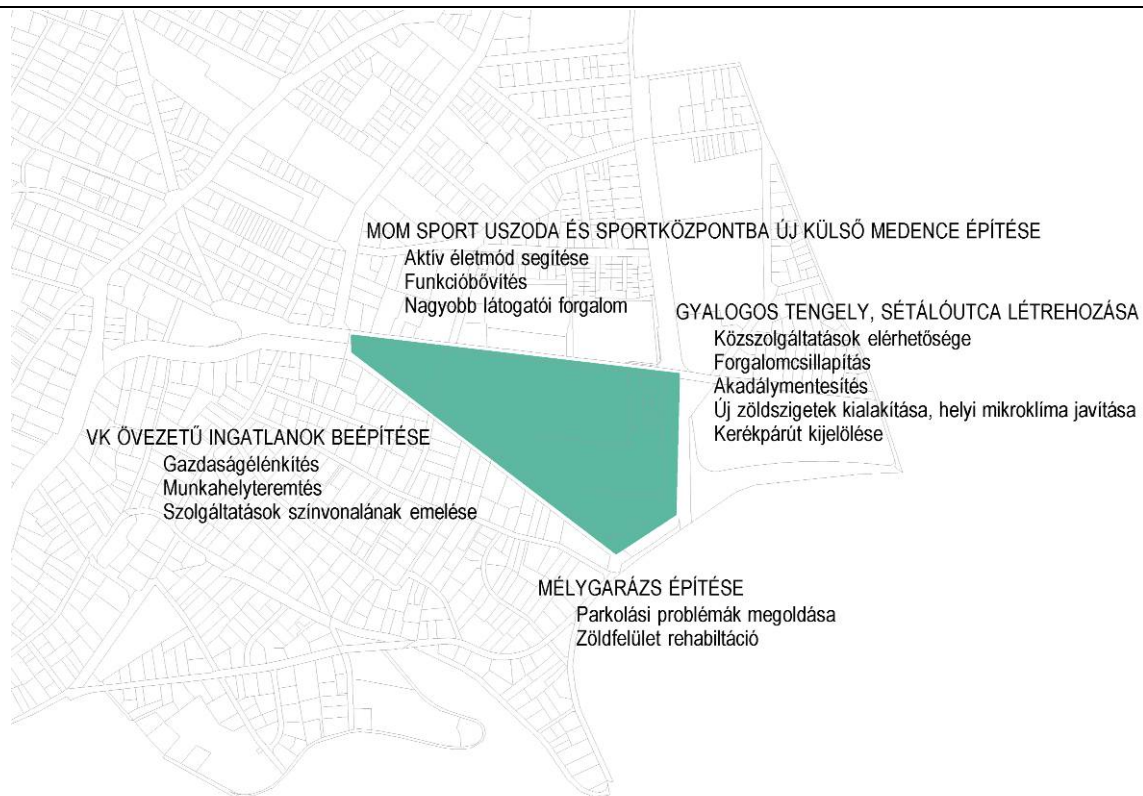 MOM SPORT USZODA ÉS SPORTKÖZPONTBA ÚJ KÜLSŐ MEDENCE ÉPÍTÉSE
Aktív életmód segítése
Funkcióbővítés
Nagyobb látogatói forgalom
GYALOGOS TENGELY, SÉTÁLÓUTCA LÉTREHOZÁSA
Közszolgáltatások elérhetősége
Forgalomcsillapítás
Akadálymentesítés
Új zöldszigetek kialakítása, helyi mikroklíma javítása
Kerékpárút kijelölése
VK ÖVEZETŰ INGATLANOK BEÉPÍTÉSE
Gazdaságélénkítés
Munkahelyteremtés
Szolgáltatások színvonalának emelése
MÉLYGARÁZS ÉPÍTÉSE
Parkolási problémák megoldása
Zöldfelület rehabiltáció